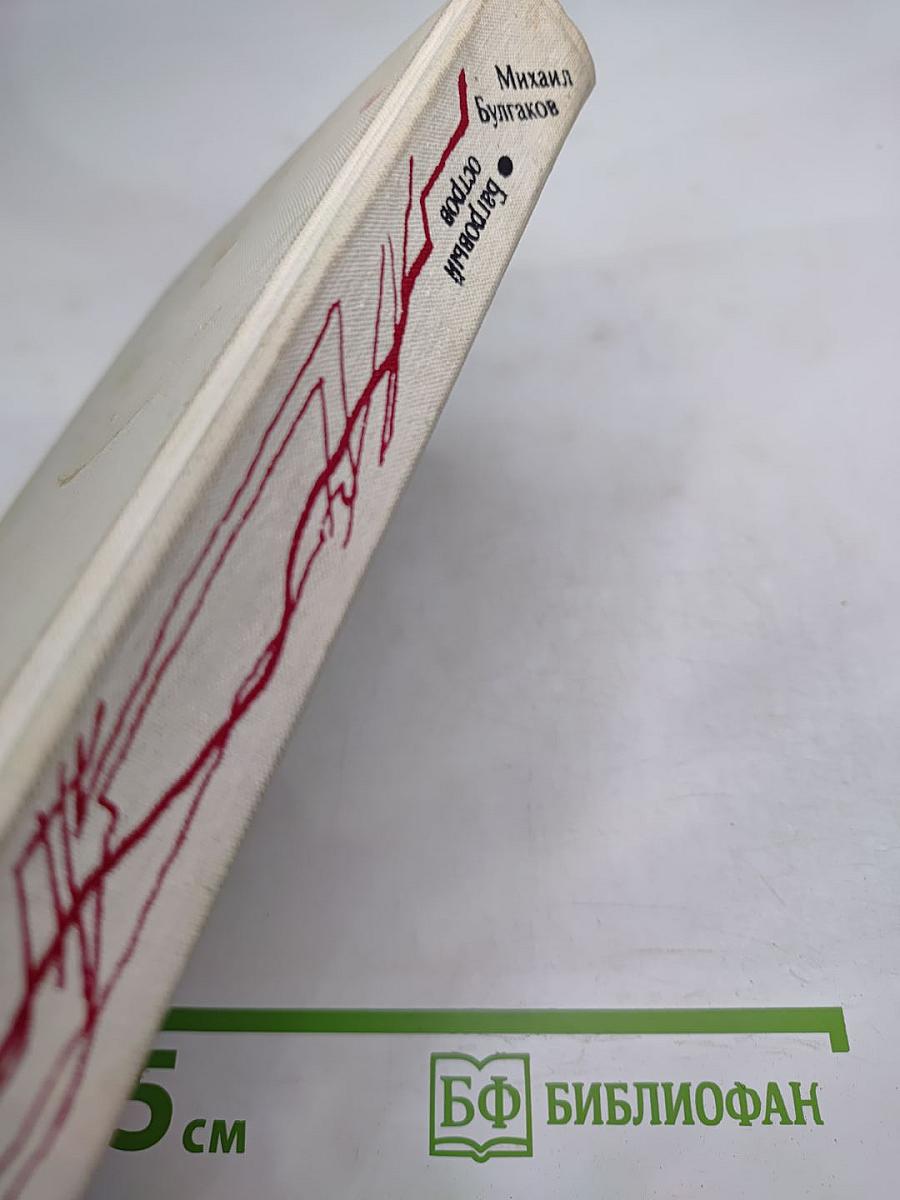 Михаил
Булгаков
● Багровый
остров
5 см
БФ БИБЛИОФАН